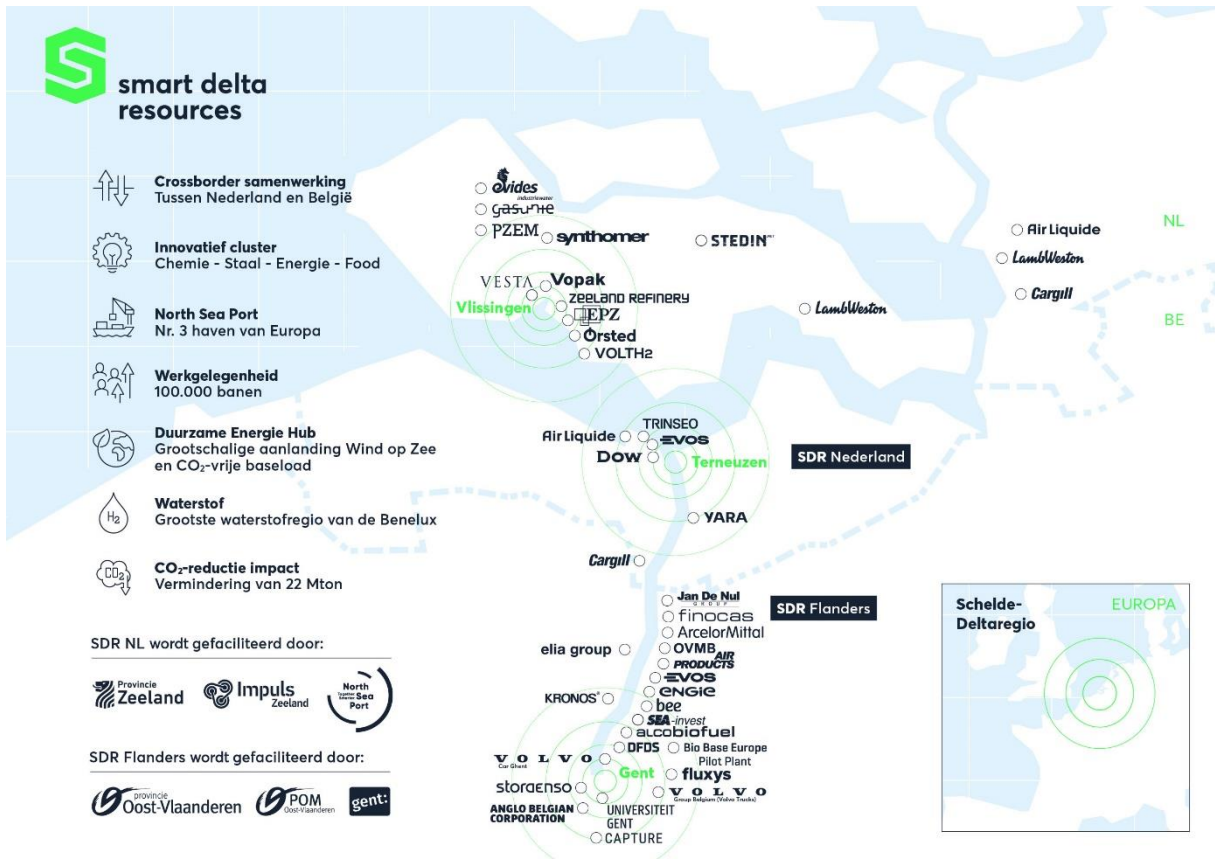 smart delta
resources
Crossborder samenwerking
Tussen Nederland en België
Innovatief cluster
Chemie - Staal - Energie - Food
North Sea Port
Nr. 3 haven van Europa
Werkgelegenheid
100.000 banen
Duurzame Energie Hub
Grootschalige aanlanding Wind op Zee
en CO₂-vrije baseload
H₂
Waterstof
Grootste waterstofregio van de Benelux
CO₂
CO₂-reductie impact
Vermindering van 22 Mton
SDR NL wordt gefaciliteerd door:
Provincie
Zeeland
Impuls
Zeeland
North
Together Smarter Sea
Port
SDR Flanders wordt gefaciliteerd door:
provincie
Oost-Vlaanderen
POM
Oost-Vlaanderen
gent:
evides
industriewater
gasunie
PZEM
synthomer
STEDIN
Air Liquide
NL
LambWeston
Cargill
BE
VESTA
Vopak
ZEELAND REFINERY
Vlissingen
EPZ
LambWeston
Ørsted
VOLTH2
TRINSEO
Air Liquide
EVOS
Dow
Terneuzen
SDR Nederland
YARA
Cargill
Jan De Nul
GROUP
SDR Flanders
finocas
ArcelorMittal
elia group
OVMB
AIR
PRODUCTS
EVOS
ENGIE
KRONOS®
bee
SEA-invest
alcobiofuel
DFDS
Bio Base Europe
Pilot Plant
VOLVO
Car Ghent
Gent
fluxys
storaenso
VOLVO
Group Belgium (Volvo Trucks)
ANGLO BELGIAN
CORPORATION
UNIVERSITEIT
GENT
CAPTURE
Schelde-
Deltaregio
EUROPA